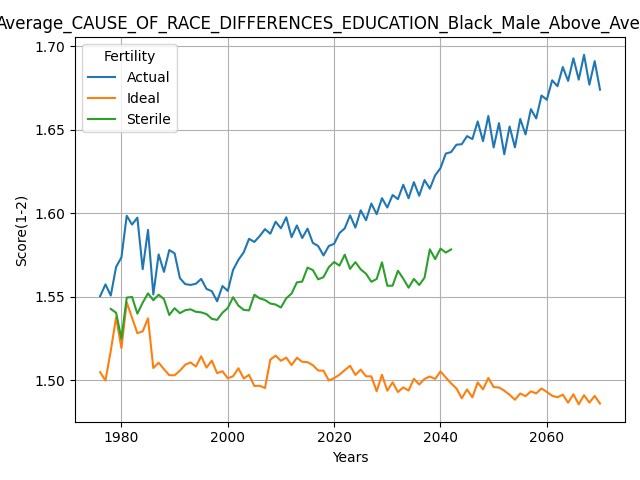 Average_CAUSE_OF_RACE_DIFFERENCES_EDUCATION_Black_Male_Above_Ave
Fertility
Actual
Ideal
Sterile
1.70
1.65
1.60
1.55
1.50
Score(1-2)
1980 2000 2020 2040 2060
Years